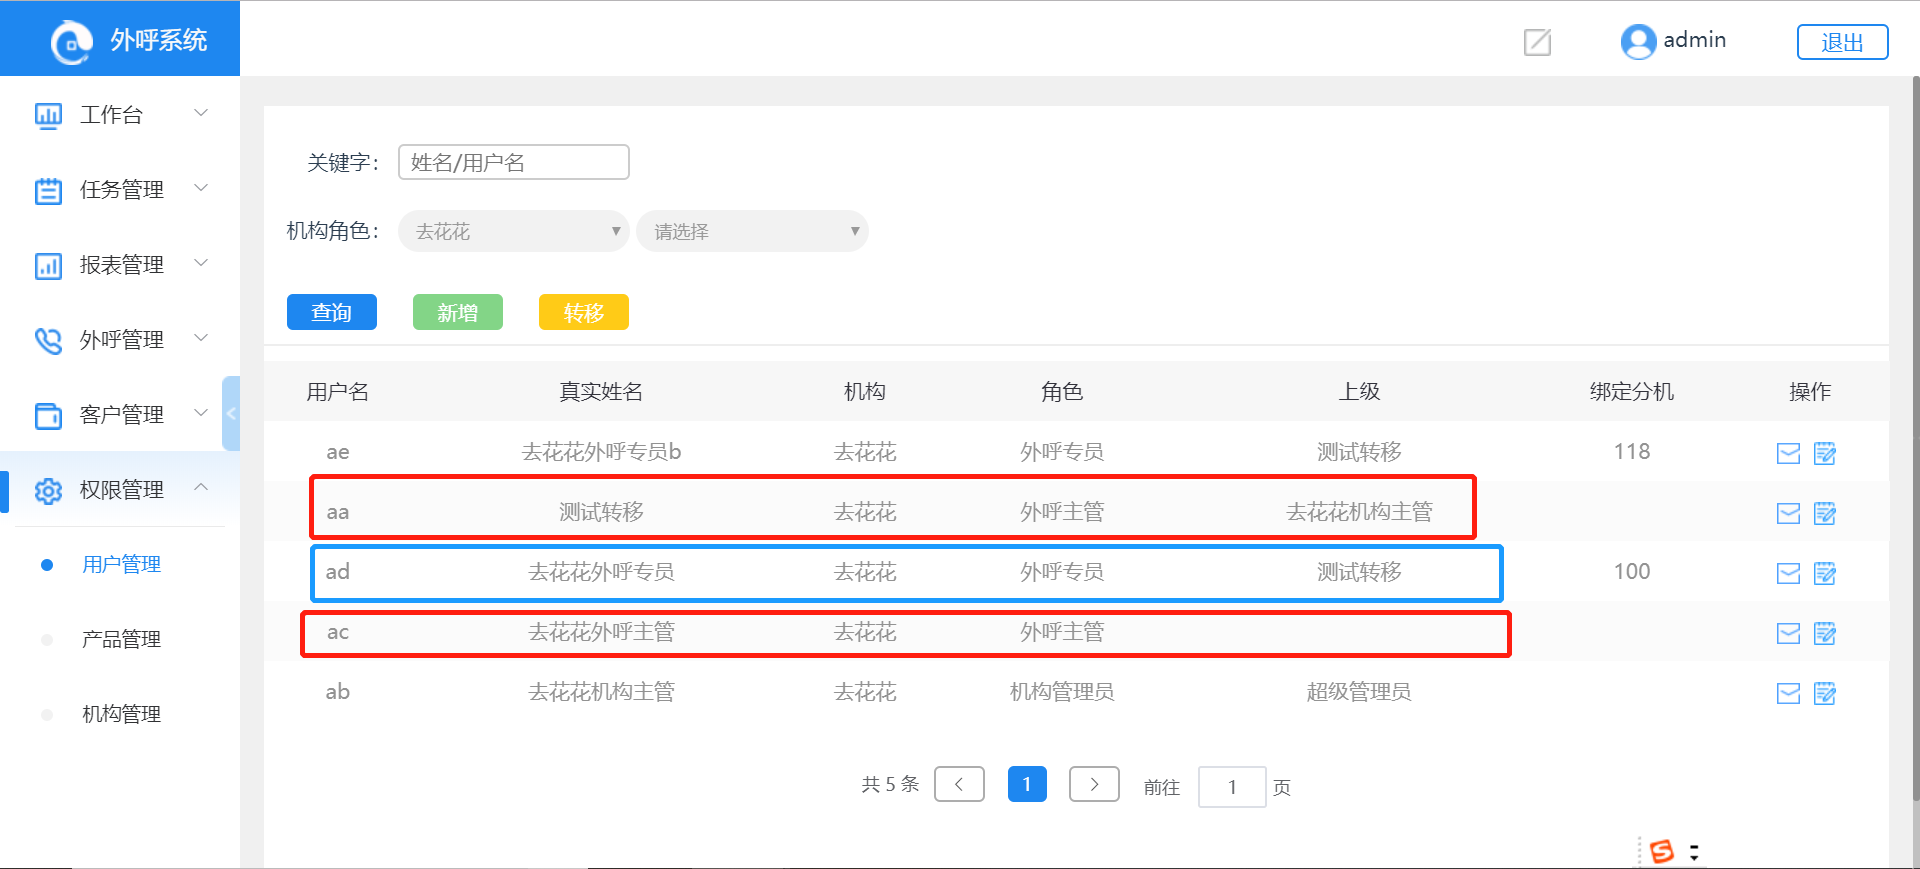 外呼系统
admin
退出
工作台
任务管理
报表管理
外呼管理
客户管理
权限管理
用户管理
产品管理
机构管理
关键字： 姓名/用户名
机构角色： 去花花 请选择
查询 新增 转移
用户名 真实姓名 机构 角色 上级 绑定分机 操作
ae 去花花外呼专员b 去花花 外呼专员 测试转移 118
aa 测试转移 去花花 外呼主管 去花花机构主管
ad 去花花外呼专员 去花花 外呼专员 测试转移 100
ac 去花花外呼主管 去花花 外呼主管
ab 去花花机构主管 去花花 机构管理员 超级管理员
共 5 条 1 前往 1 页